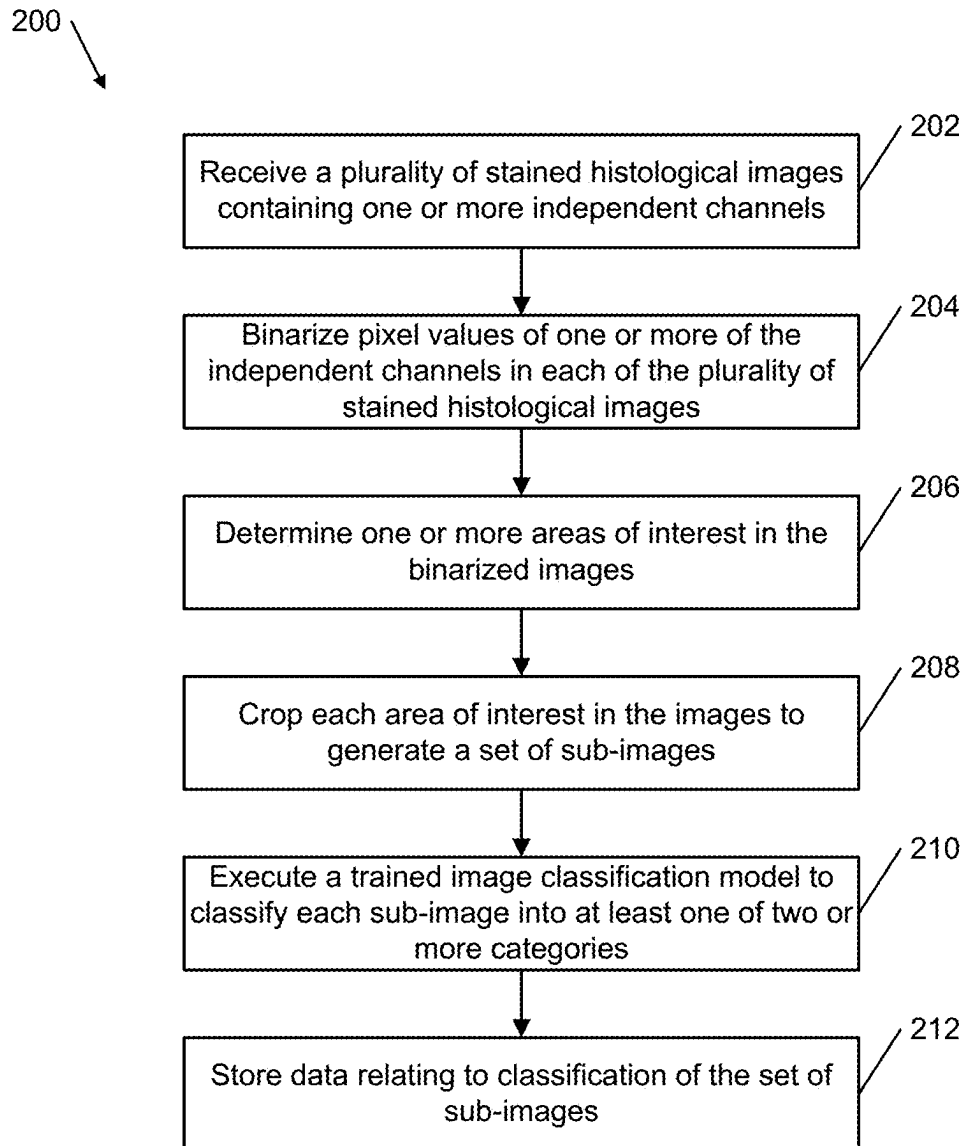 200
202
Receive a plurality of stained histological images
containing one or more independent channels
204
Binarize pixel values of one or more of the
independent channels in each of the plurality of
stained histological images
206
Determine one or more areas of interest in the
binarized images
208
Crop each area of interest in the images to
generate a set of sub-images
210
Execute a trained image classification model to
classify each sub-image into at least one of two or
more categories
212
Store data relating to classification of the set of
sub-images